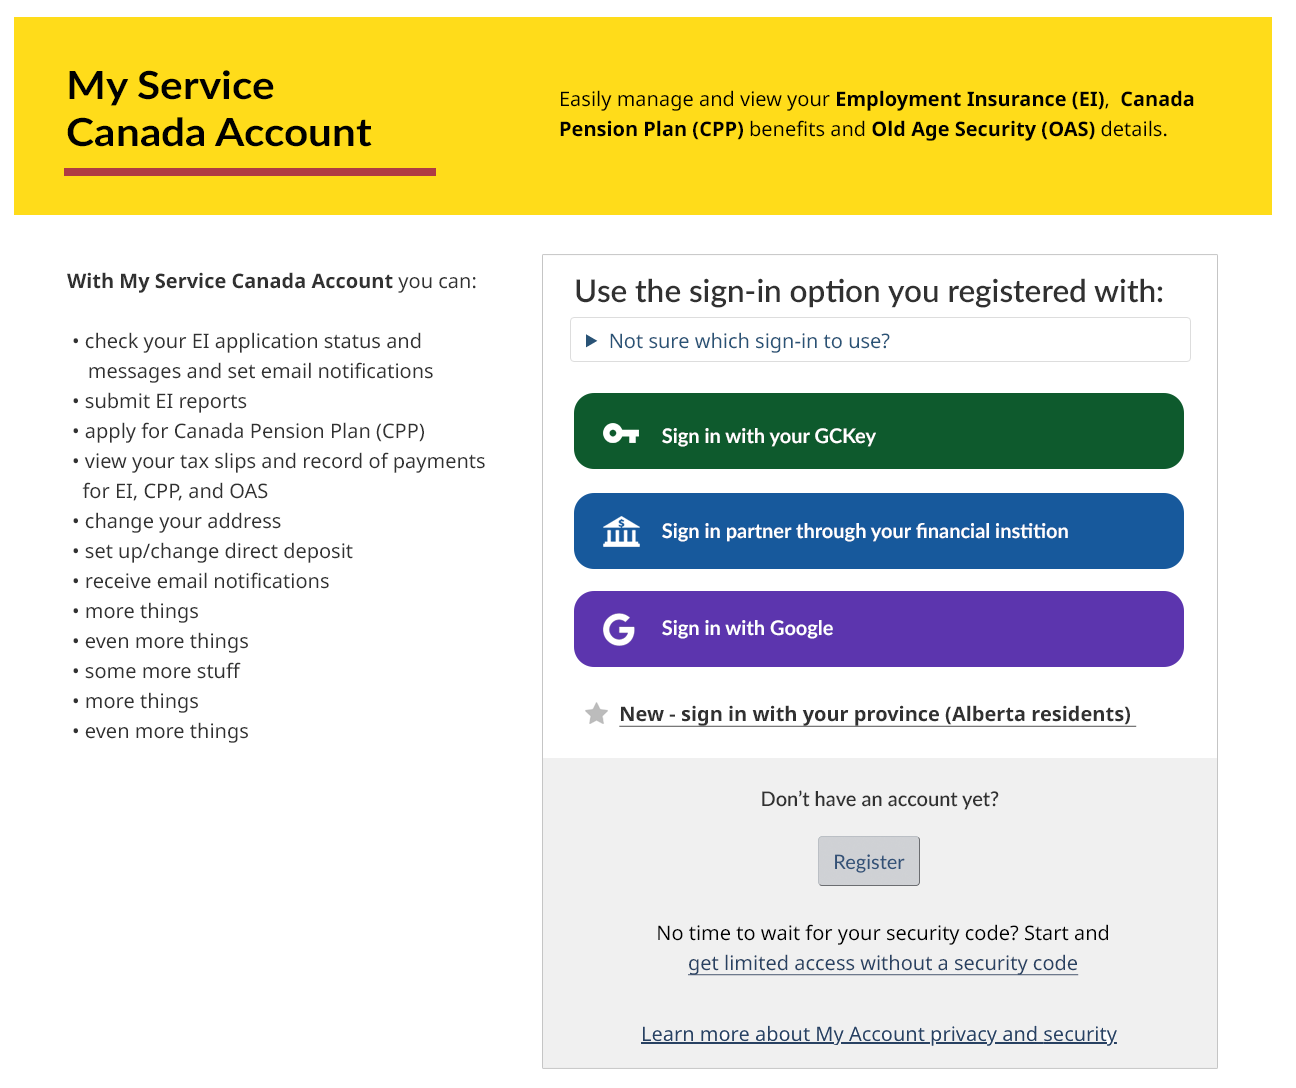 My Service
Canada Account
Easily manage and view your Employment Insurance (EI), Canada
Pension Plan (CPP) benefits and Old Age Security (OAS) details.
With My Service Canada Account you can:
• check your EI application status and
messages and set email notifications
• submit EI reports
• apply for Canada Pension Plan (CPP)
• view your tax slips and record of payments
for EI, CPP, and OAS
• change your address
• set up/change direct deposit
• receive email notifications
• more things
• even more things
• some more stuff
• more things
• even more things
Use the sign-in option you registered with:
Not sure which sign-in to use?
Sign in with your GCKey
$
Sign in partner through your financial instition
G
Sign in with Google
New - sign in with your province (Alberta residents)
Don’t have an account yet?
Register
No time to wait for your security code? Start and
get limited access without a security code
Learn more about My Account privacy and security